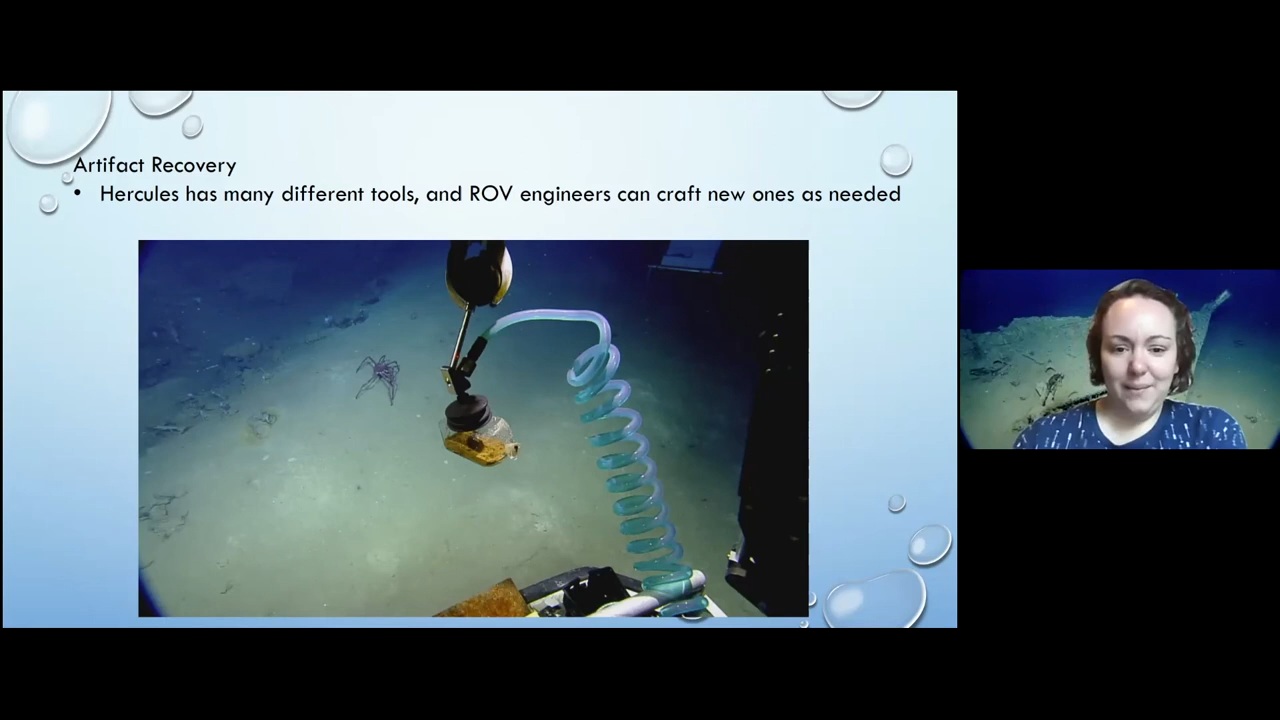 Artifact Recovery
• Hercules has many different tools, and ROV engineers can craft new ones as needed